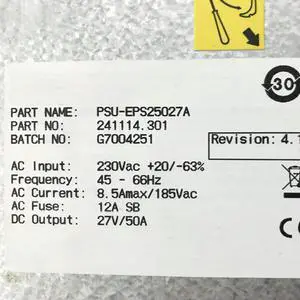 30
PART NAME: PSU-EPS25027A
PART NO: 241114.301
BATCH NO: G7004251
Revision: 4.1
AC Input: 230Vac +20/-63%
Frequency: 45 - 66Hz
AC Current: 8.5Amax/185Vac
AC Fuse: 12A SB
DC Output: 27V/50A